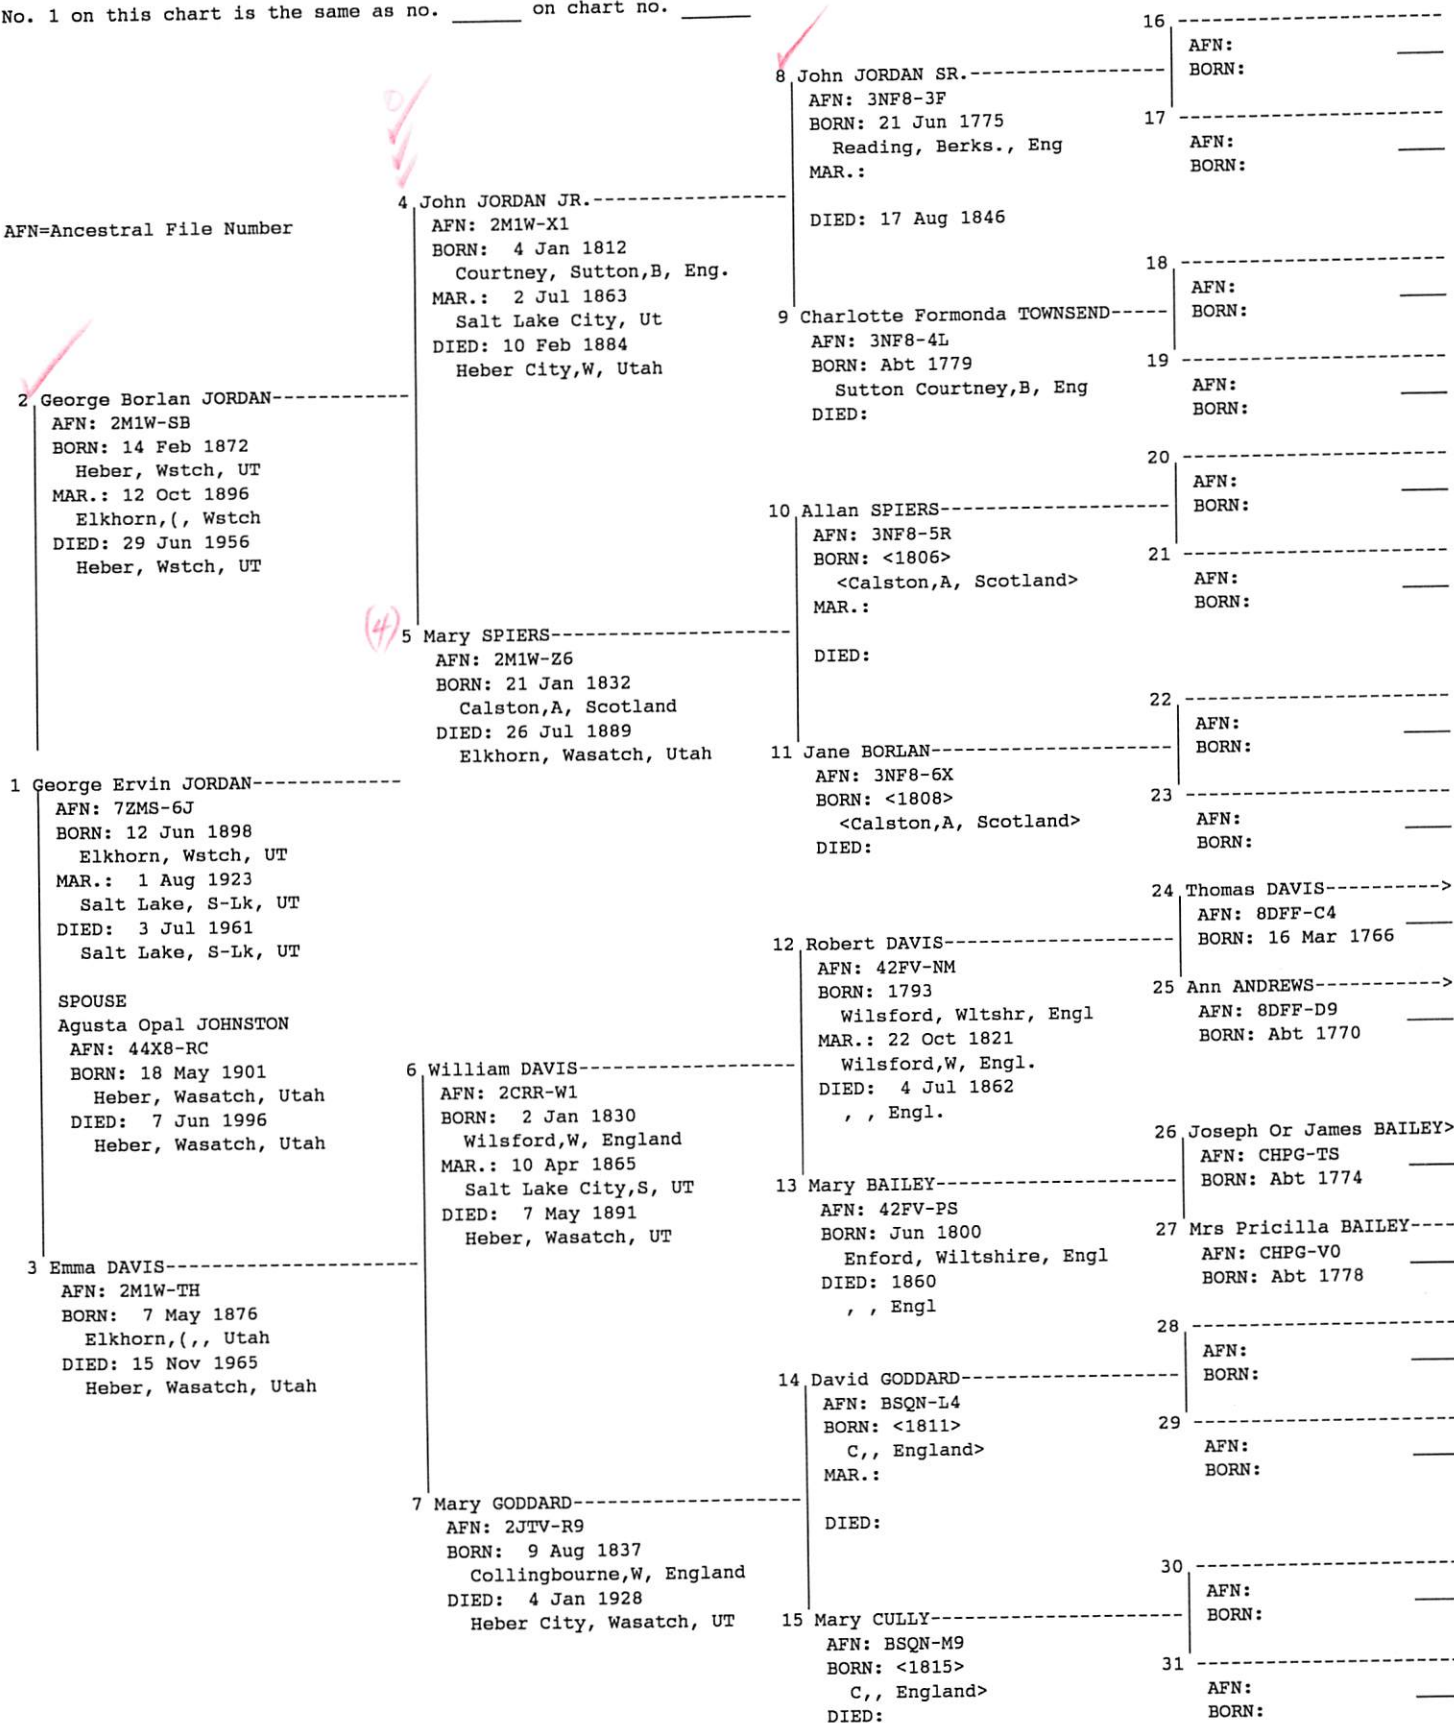 No. 1 on this chart is the same as no. ______ on chart no. ______
AFN=Ancestral File Number
2 George Borlan JORDAN------------
AFN: 2M1W-SB
BORN: 14 Feb 1872
Heber, Wstch, UT
MAR.: 12 Oct 1896
Elkhorn,(, Wstch
DIED: 29 Jun 1956
Heber, Wstch, UT
1 George Ervin JORDAN-------------
AFN: 7ZMS-6J
BORN: 12 Jun 1898
Elkhorn, Wstch, UT
MAR.: 1 Aug 1923
Salt Lake, S-Lk, UT
DIED: 3 Jul 1961
Salt Lake, S-Lk, UT
SPOUSE
Agusta Opal JOHNSTON
AFN: 44X8-RC
BORN: 18 May 1901
Heber, Wasatch, Utah
DIED: 7 Jun 1996
Heber, Wasatch, Utah
3 Emma DAVIS----------------------
AFN: 2M1W-TH
BORN: 7 May 1876
Elkhorn,(,, Utah
DIED: 15 Nov 1965
Heber, Wasatch, Utah
4 John JORDAN JR.-----------------
AFN: 2M1W-X1
BORN: 4 Jan 1812
Courtney, Sutton,B, Eng.
MAR.: 2 Jul 1863
Salt Lake City, Ut
DIED: 10 Feb 1884
Heber City,W, Utah
(4)
5 Mary SPIERS---------------------
AFN: 2M1W-Z6
BORN: 21 Jan 1832
Calston,A, Scotland
DIED: 26 Jul 1889
Elkhorn, Wasatch, Utah
6 William DAVIS-------------------
AFN: 2CRR-W1
BORN: 2 Jan 1830
Wilsford,W, England
MAR.: 10 Apr 1865
Salt Lake City,S, UT
DIED: 7 May 1891
Heber, Wasatch, UT
7 Mary GODDARD--------------------
AFN: 2JTV-R9
BORN: 9 Aug 1837
Collingbourne,W, England
DIED: 4 Jan 1928
Heber City, Wasatch, UT
8 John JORDAN SR.-----------------
AFN: 3NF8-3F
BORN: 21 Jun 1775
Reading, Berks., Eng
MAR.:
DIED: 17 Aug 1846
9 Charlotte Formonda TOWNSEND-----
AFN: 3NF8-4L
BORN: Abt 1779
Sutton Courtney,B, Eng
DIED:
10 Allan SPIERS--------------------
AFN: 3NF8-5R
BORN: <1806>
<Calston,A, Scotland>
MAR.:
DIED:
11 Jane BORLAN---------------------
AFN: 3NF8-6X
BORN: <1808>
<Calston,A, Scotland>
DIED:
12 Robert DAVIS--------------------
AFN: 42FV-NM
BORN: 1793
Wilsford, Wltshr, Engl
MAR.: 22 Oct 1821
Wilsford,W, Engl.
DIED: 4 Jul 1862
, , Engl.
13 Mary BAILEY---------------------
AFN: 42FV-PS
BORN: Jun 1800
Enford, Wiltshire, Engl
DIED: 1860
, , Engl
14 David GODDARD-------------------
AFN: BSQN-L4
BORN: <1811>
C,, England>
MAR.:
DIED:
15 Mary CULLY----------------------
AFN: BSQN-M9
BORN: <1815>
C,, England>
DIED:
16 -----------------------
AFN: ____
BORN:
17 -----------------------
AFN: ____
BORN:
18 -----------------------
AFN: ____
BORN:
19 -----------------------
AFN: ____
BORN:
20 -----------------------
AFN: ____
BORN:
21 -----------------------
AFN: ____
BORN:
22 -----------------------
AFN: ____
BORN:
23 -----------------------
AFN: ____
BORN:
24 Thomas DAVIS---------->
AFN: 8DFF-C4 ____
BORN: 16 Mar 1766
25 Ann ANDREWS----------->
AFN: 8DFF-D9 ____
BORN: Abt 1770
26 Joseph Or James BAILEY>
AFN: CHPG-TS ____
BORN: Abt 1774
27 Mrs Pricilla BAILEY----
AFN: CHPG-V0 ____
BORN: Abt 1778
28 -----------------------
AFN: ____
BORN:
29 -----------------------
AFN: ____
BORN:
30 -----------------------
AFN: ____
BORN:
31 -----------------------
AFN: ____
BORN: